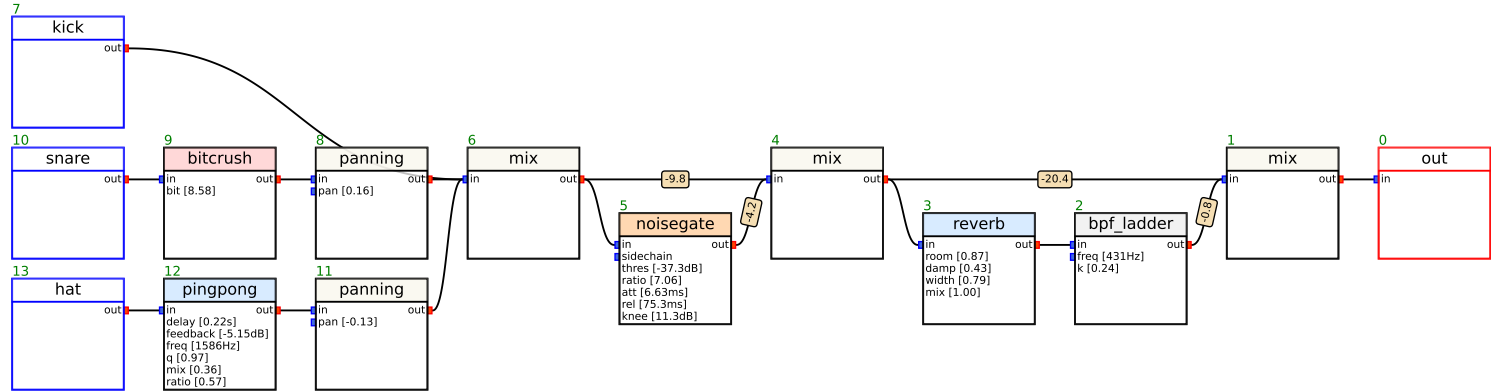 7
kick
out
10
snare
out
9
bitcrush
in out
bit [8.58]
8
panning
in out
pan [0.16]
6
mix
in out
-9.8
5
noisegate
in out
sidechain
thres [-37.3dB]
ratio [7.06]
att [6.63ms]
rel [75.3ms]
knee [11.3dB]
-4.2
4
mix
in out
-20.4
3
reverb
in out
room [0.87]
damp [0.43]
width [0.79]
mix [1.00]
2
bpf_ladder
in out
freq [431Hz]
k [0.24]
-0.8
1
mix
in out
0
out
in
13
hat
out
12
pingpong
in out
delay [0.22s]
feedback [-5.15dB]
freq [1586Hz]
q [0.97]
mix [0.36]
ratio [0.57]
11
panning
in out
pan [-0.13]